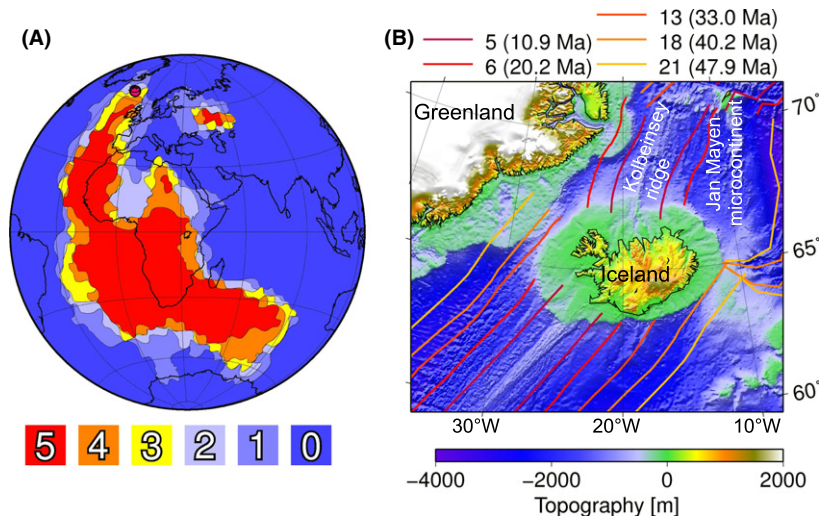 (A)
5 4 3 2 1 0
(B)
5 (10.9 Ma)
6 (20.2 Ma)
13 (33.0 Ma)
18 (40.2 Ma)
21 (47.9 Ma)
Greenland
Kolbeinsey
ridge
Jan Mayen
microcontinent
Iceland
70°N
65°N
60°N
30°W 20°W 10°W
−4000 −2000 0 2000
Topography [m]